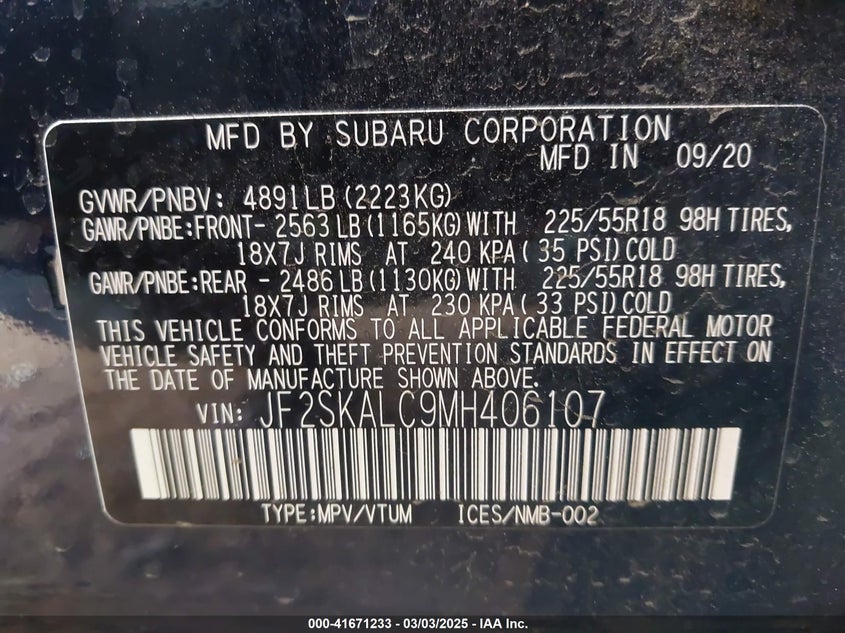 MFD BY SUBARU CORPORATION
MFD IN 09/20
GVWR/PNBV: 4891LB (2223KG)
GAWR/PNBE:FRONT- 2563 LB (1165KG) WITH 225/55R18 98H TIRES,
18X7J RIMS AT 240 KPA ( 35 PSI) COLD
GAWR/PNBE:REAR - 2486 LB (1130KG) WITH 225/55R18 98H TIRES,
18X7J RIMS AT 230 KPA ( 33 PSI) COLD
THIS VEHICLE CONFORMS TO ALL APPLICABLE FEDERAL MOTOR
VEHICLE SAFETY AND THEFT PREVENTION STANDARDS IN EFFECT ON
THE DATE OF MANUFACTURE SHOWN ABOVE.
VIN: JF2SKALC9MH406107
TYPE:MPV/VTUM ICES/NMB-002
000-41671233 - 03/03/2025 - IAA Inc.